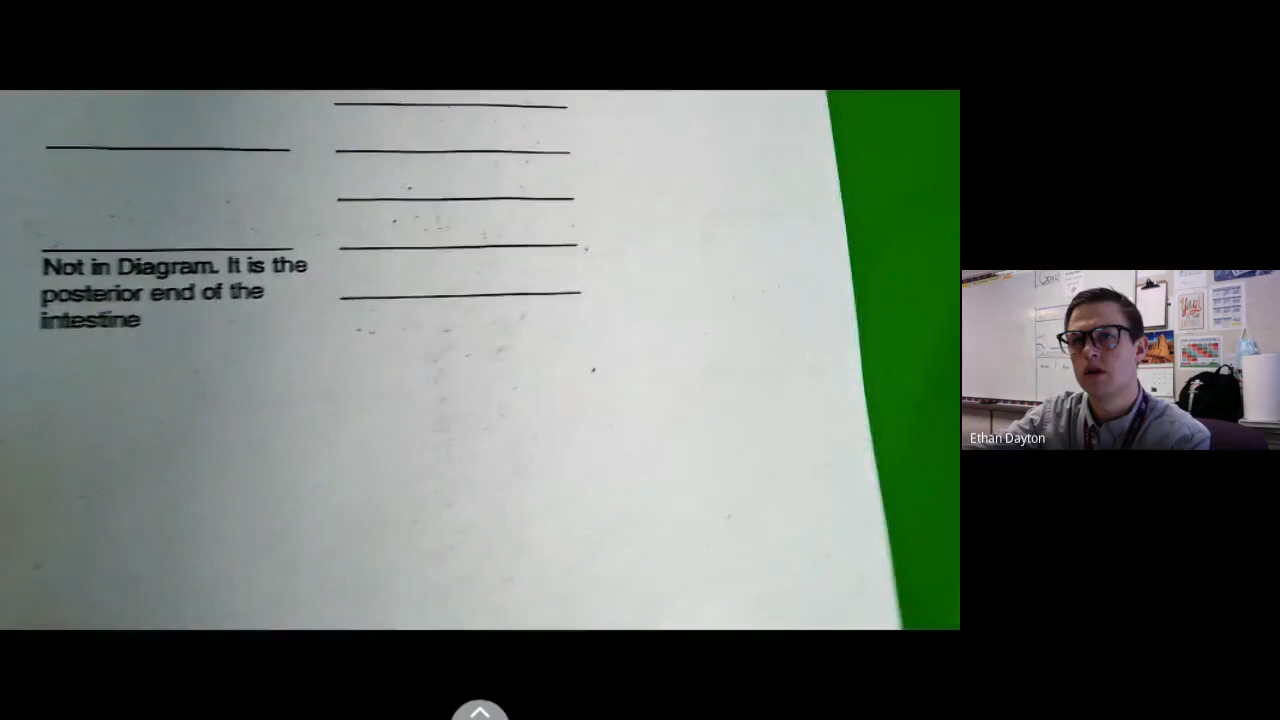 Not in Diagram. It is the
posterior end of the
intestine
Ethan Dayton